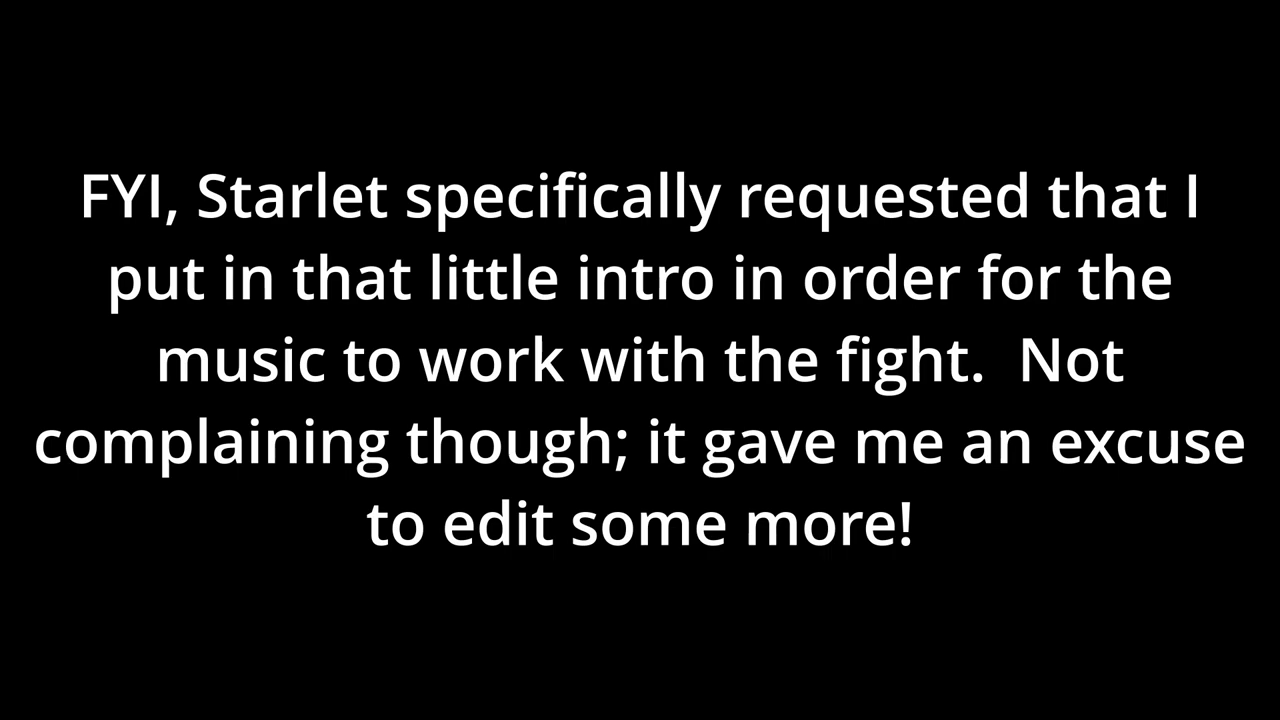 FYI, Starlet specifically requested that I
put in that little intro in order for the
music to work with the fight.  Not
complaining though; it gave me an excuse
to edit some more!